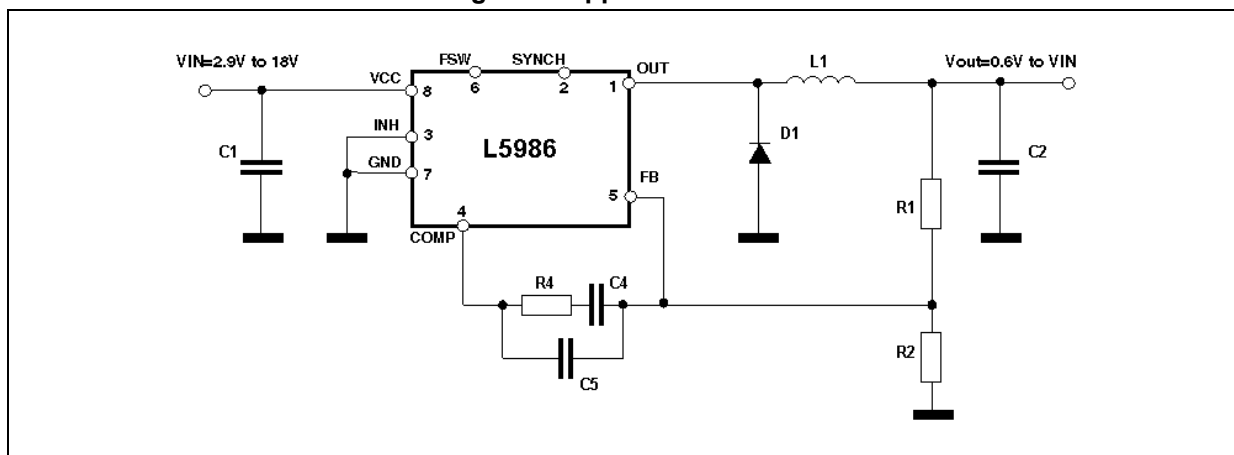 VIN=2.9V to 18V
FSW
SYNCH
VCC
OUT
L1
Vout=0.6V to VIN
8
6
2
1
INH
3
D1
C1
L5986
C2
GND
7
FB
5
R1
4
COMP
R4
C4
R2
C5